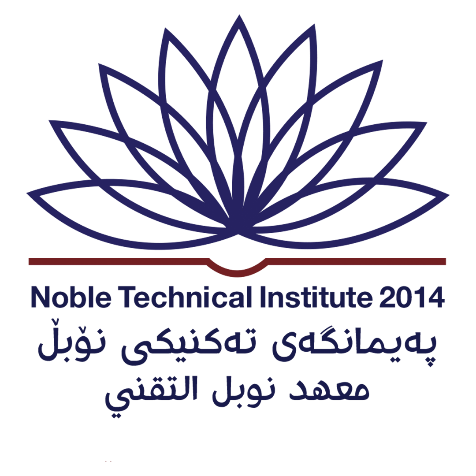 Noble Technical Institute 2014
پەیمانگەی تەکنیکی نۆبڵ
معهد نوبل التقني